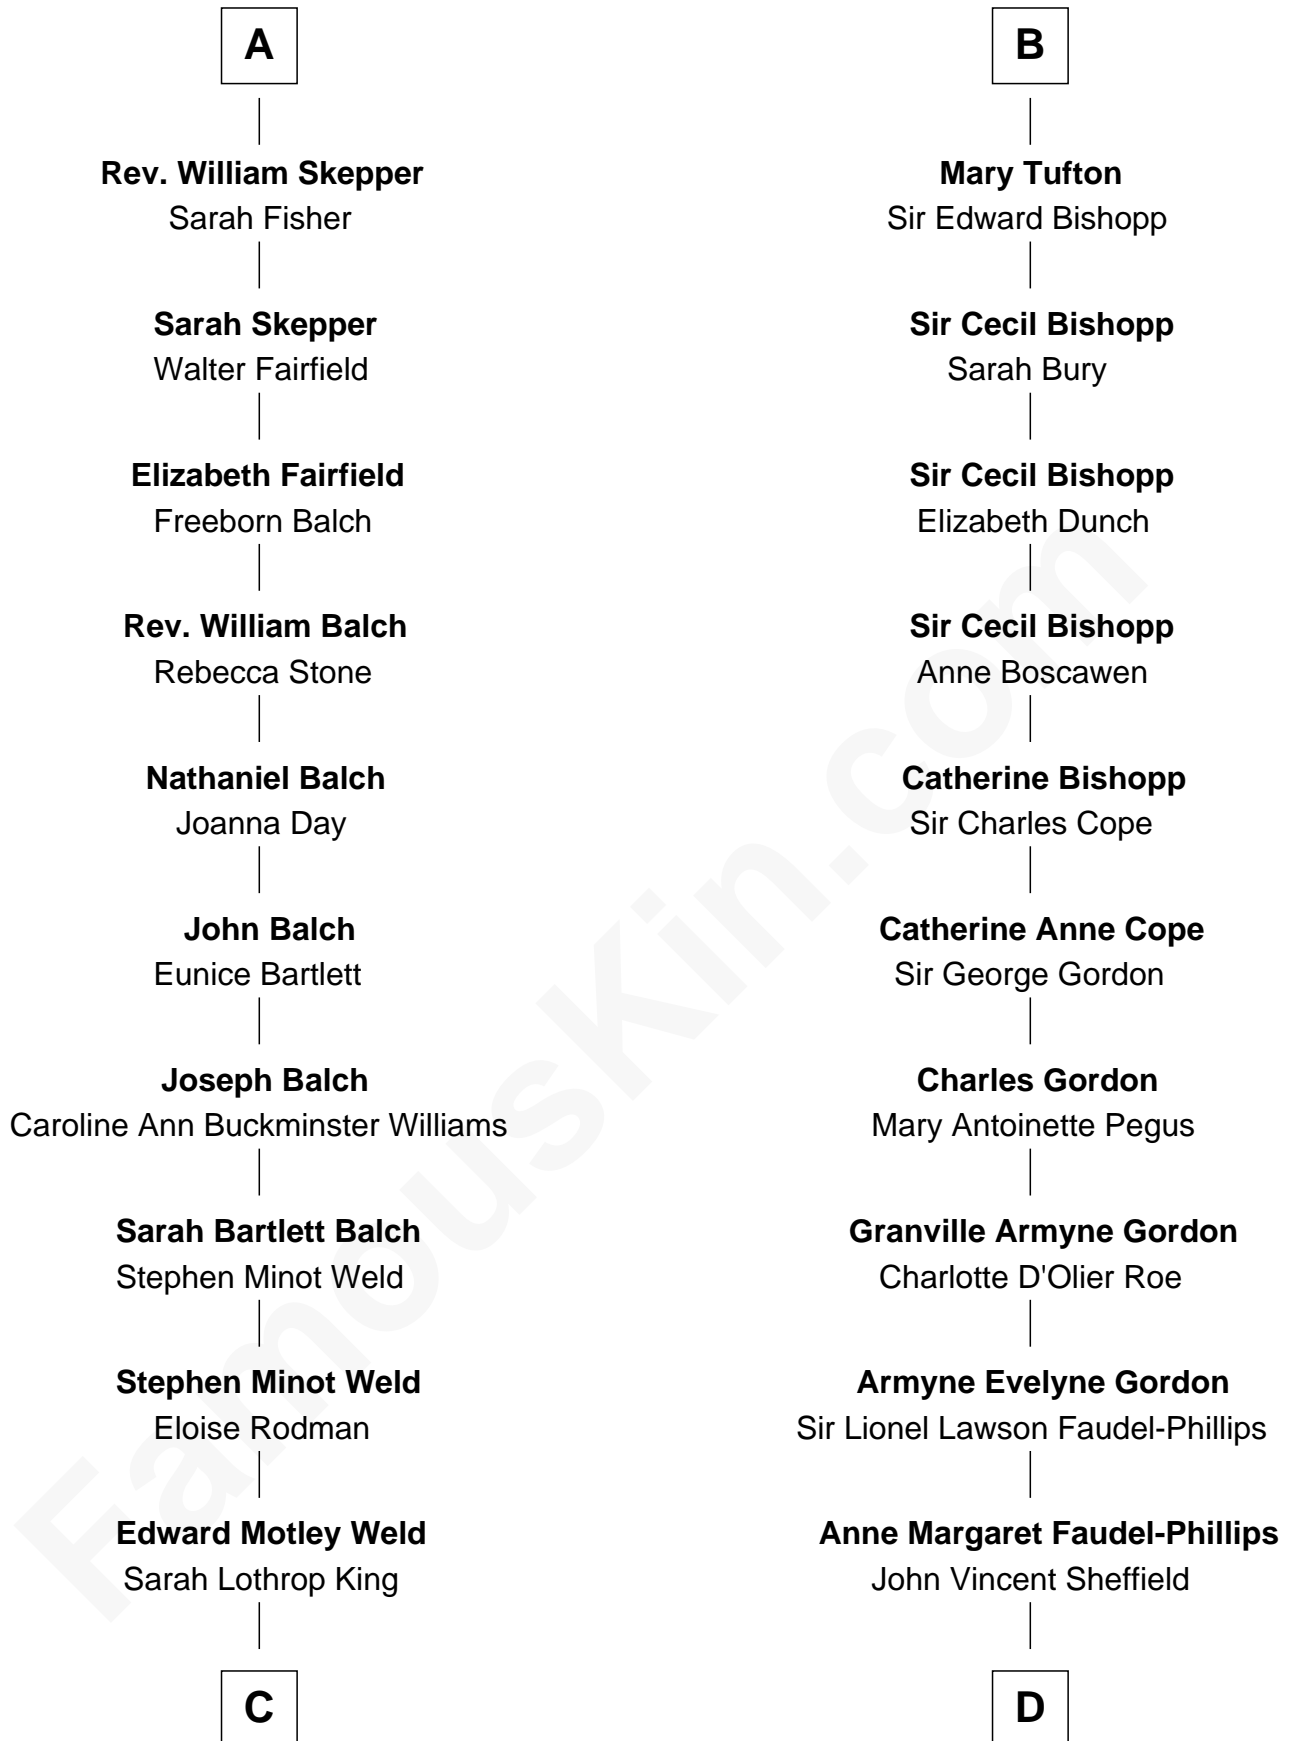 A
Rev. William Skepper
Sarah Fisher
Sarah Skepper
Walter Fairfield
Elizabeth Fairfield
Freeborn Balch
Rev. William Balch
Rebecca Stone
Nathaniel Balch
Joanna Day
John Balch
Eunice Bartlett
Joseph Balch
Caroline Ann Buckminster Williams
Sarah Bartlett Balch
Stephen Minot Weld
Stephen Minot Weld
Eloise Rodman
Edward Motley Weld
Sarah Lothrop King
C
B
Mary Tufton
Sir Edward Bishopp
Sir Cecil Bishopp
Sarah Bury
Sir Cecil Bishopp
Elizabeth Dunch
Sir Cecil Bishopp
Anne Boscawen
Catherine Bishopp
Sir Charles Cope
Catherine Anne Cope
Sir George Gordon
Charles Gordon
Mary Antoinette Pegus
Granville Armyne Gordon
Charlotte D'Olier Roe
Armyne Evelyne Gordon
Sir Lionel Lawson Faudel-Phillips
Anne Margaret Faudel-Phillips
John Vincent Sheffield
D
FamousKin.com